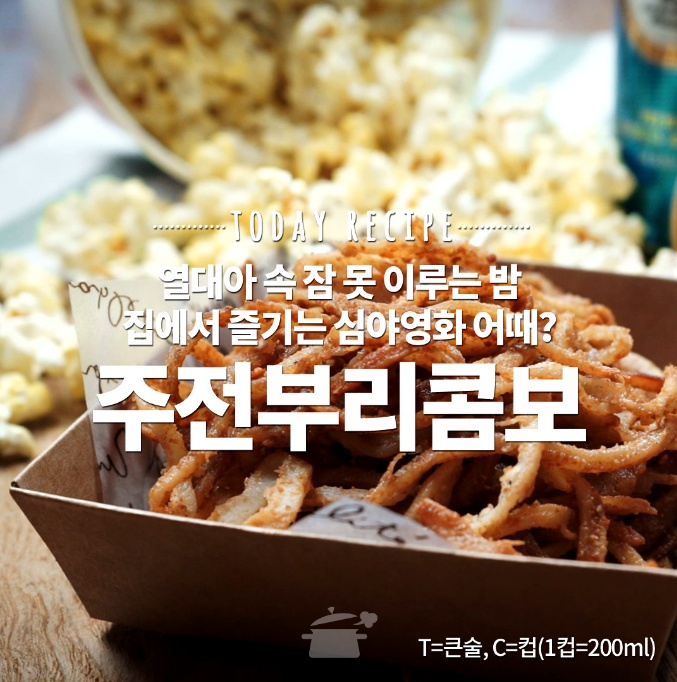 TODAY RECIPE
열대아 속 잠 못 이루는 밤
집에서 즐기는 심야영화 어때?
주전부리콤보
T=큰술, C=컵(1컵=200ml)